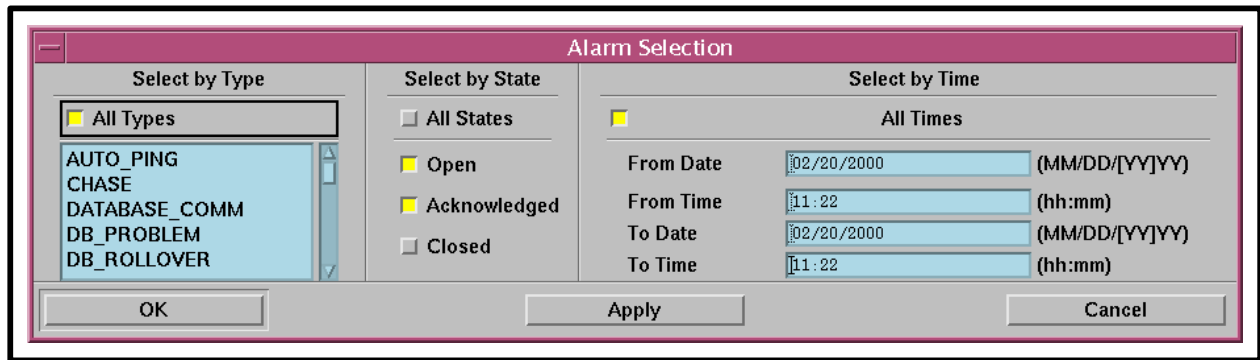 Alarm Selection
Select by Type
All Types
AUTO_PING
CHASE
DATABASE_COMM
DB_PROBLEM
DB_ROLLOVER
Select by State
All States
Open
Acknowledged
Closed
Select by Time
All Times
From Date 02/20/2000 (MM/DD/[YY]YY)
From Time 11:22 (hh:mm)
To Date 02/20/2000 (MM/DD/[YY]YY)
To Time 11:22 (hh:mm)
OK Apply Cancel